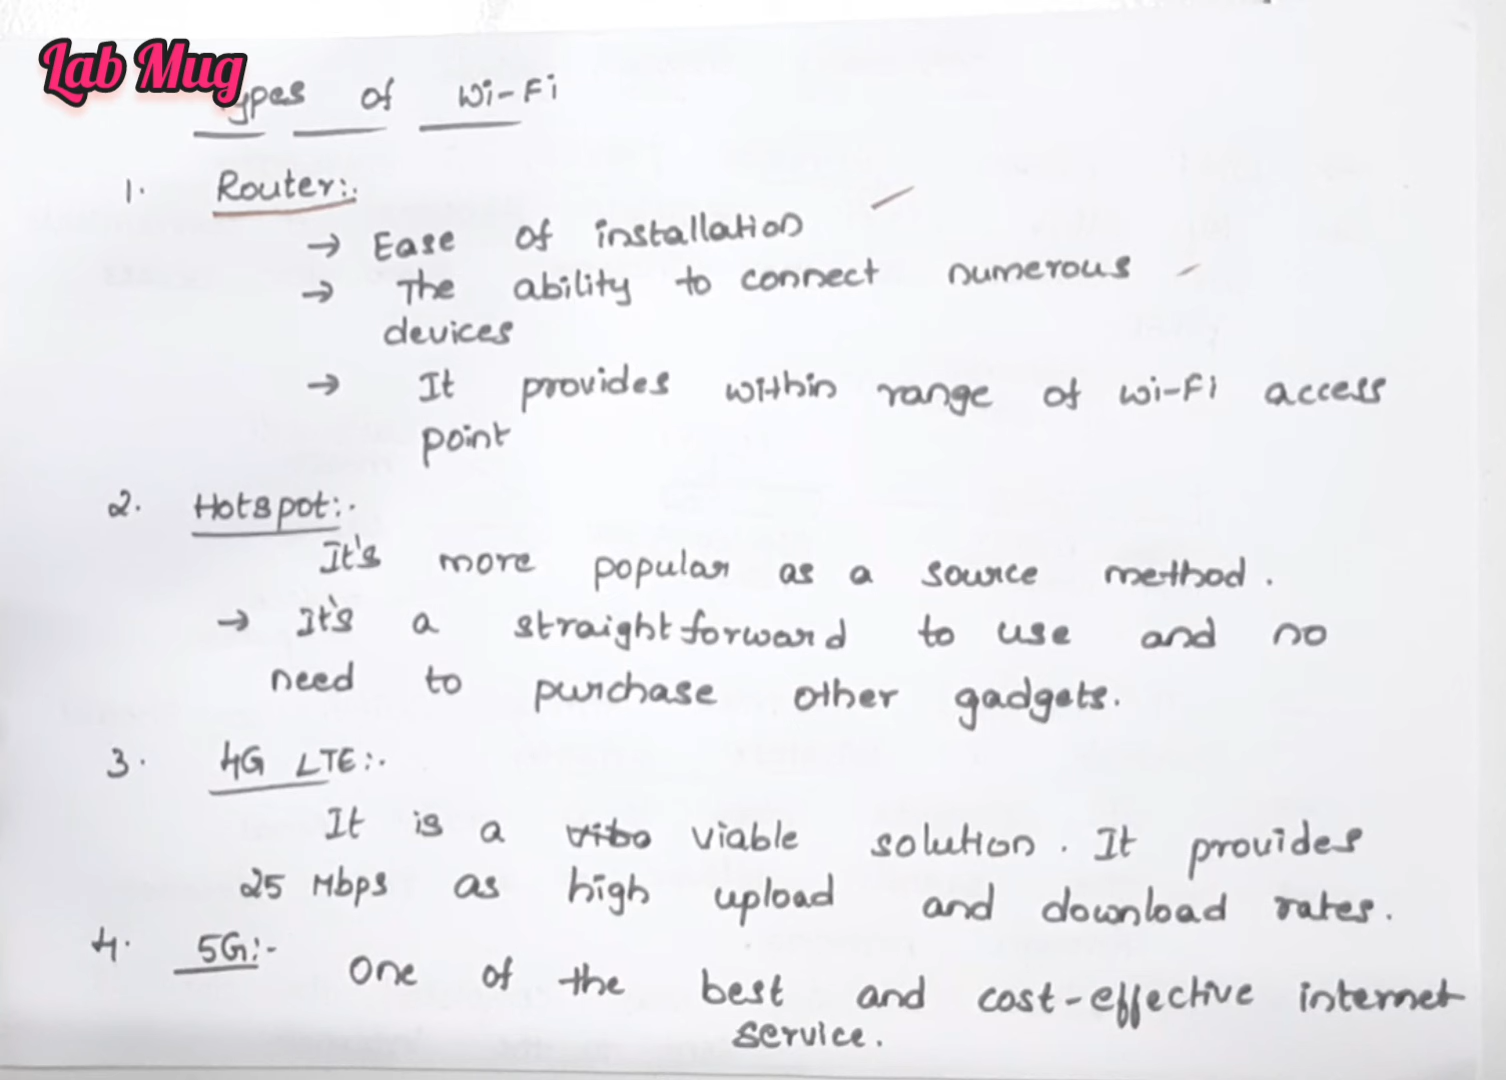 Lab Mug
Types of Wi-Fi
1. Router:.
→ Ease of installation
→ The ability to connect numerous
devices
→ It provides within range of wi-Fi access
point
2. Hotspot:.
It's more popular as a source method.
→ It's a straightforward to use and no
need to purchase other gadgets.
3. 4G LTE:.
It is a vibo viable solution. It provides
25 Mbps as high upload and download rates.
4. 5G:- One of the best and cost-effective internet
service.